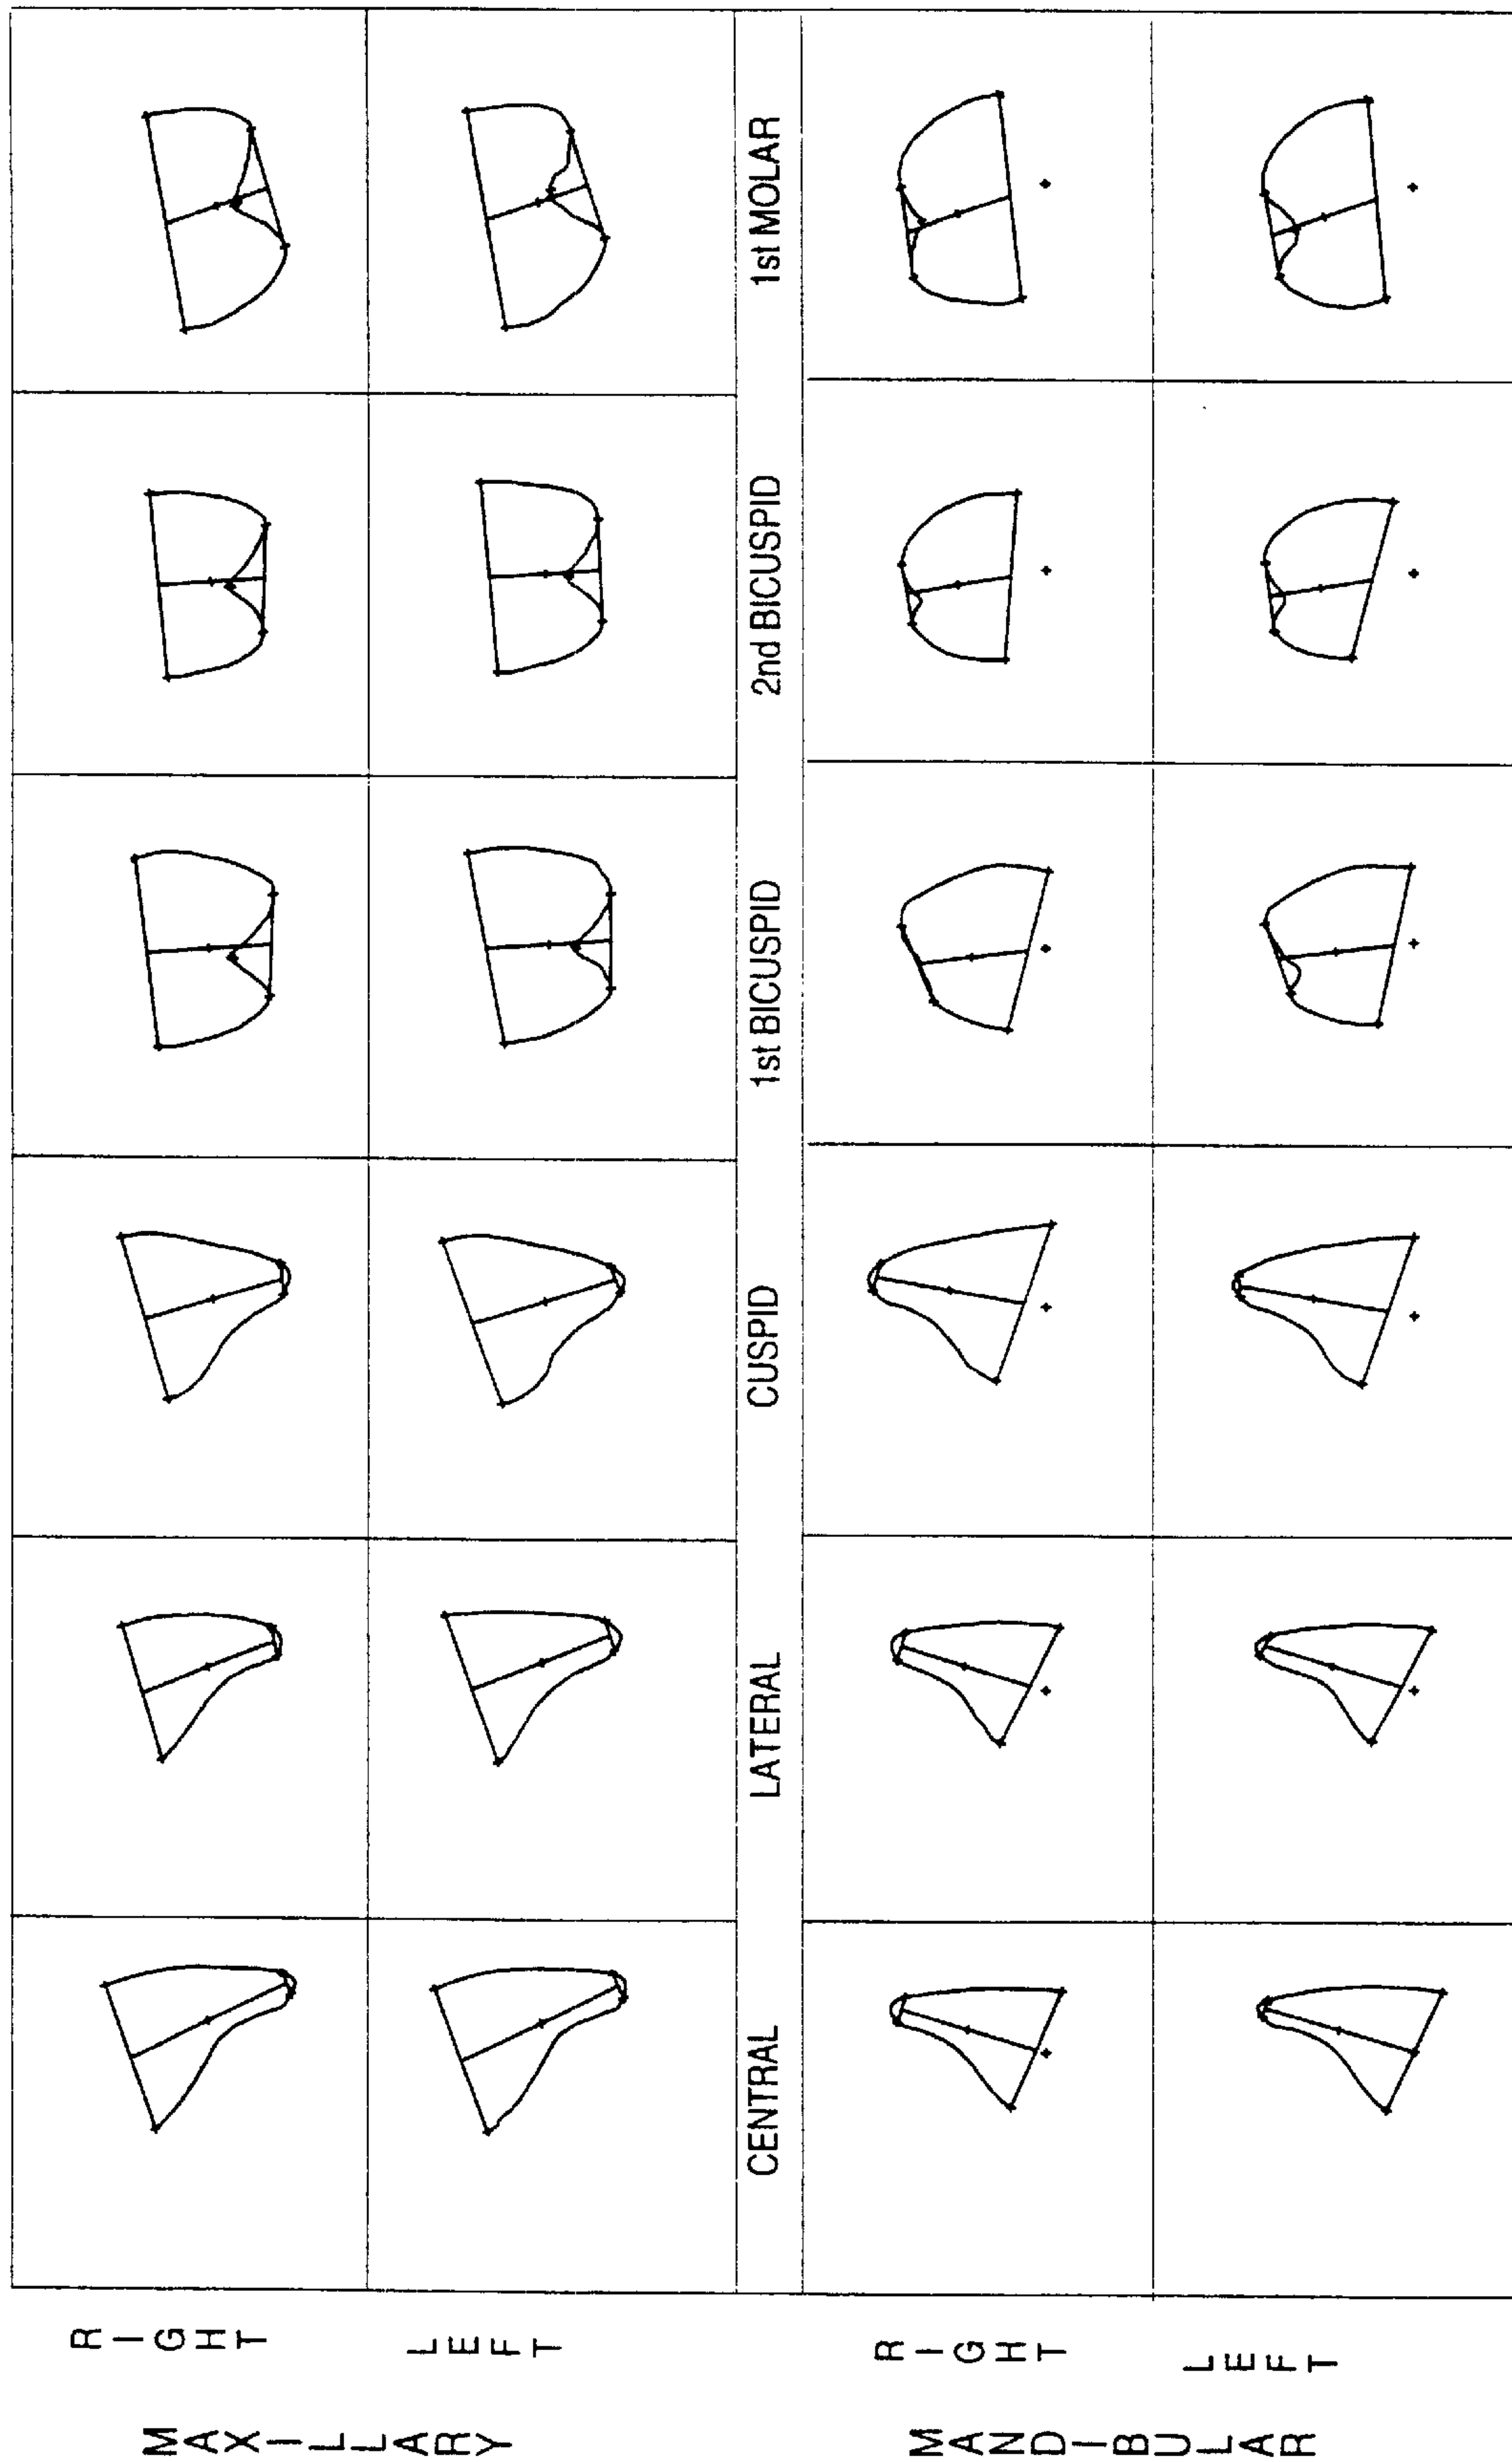 MAXILLARY
RIGHT
LEFT
CENTRAL LATERAL CUSPID 1st BICUSPID 2nd BICUSPID 1st MOLAR
MANDIBULAR
RIGHT
LEFT